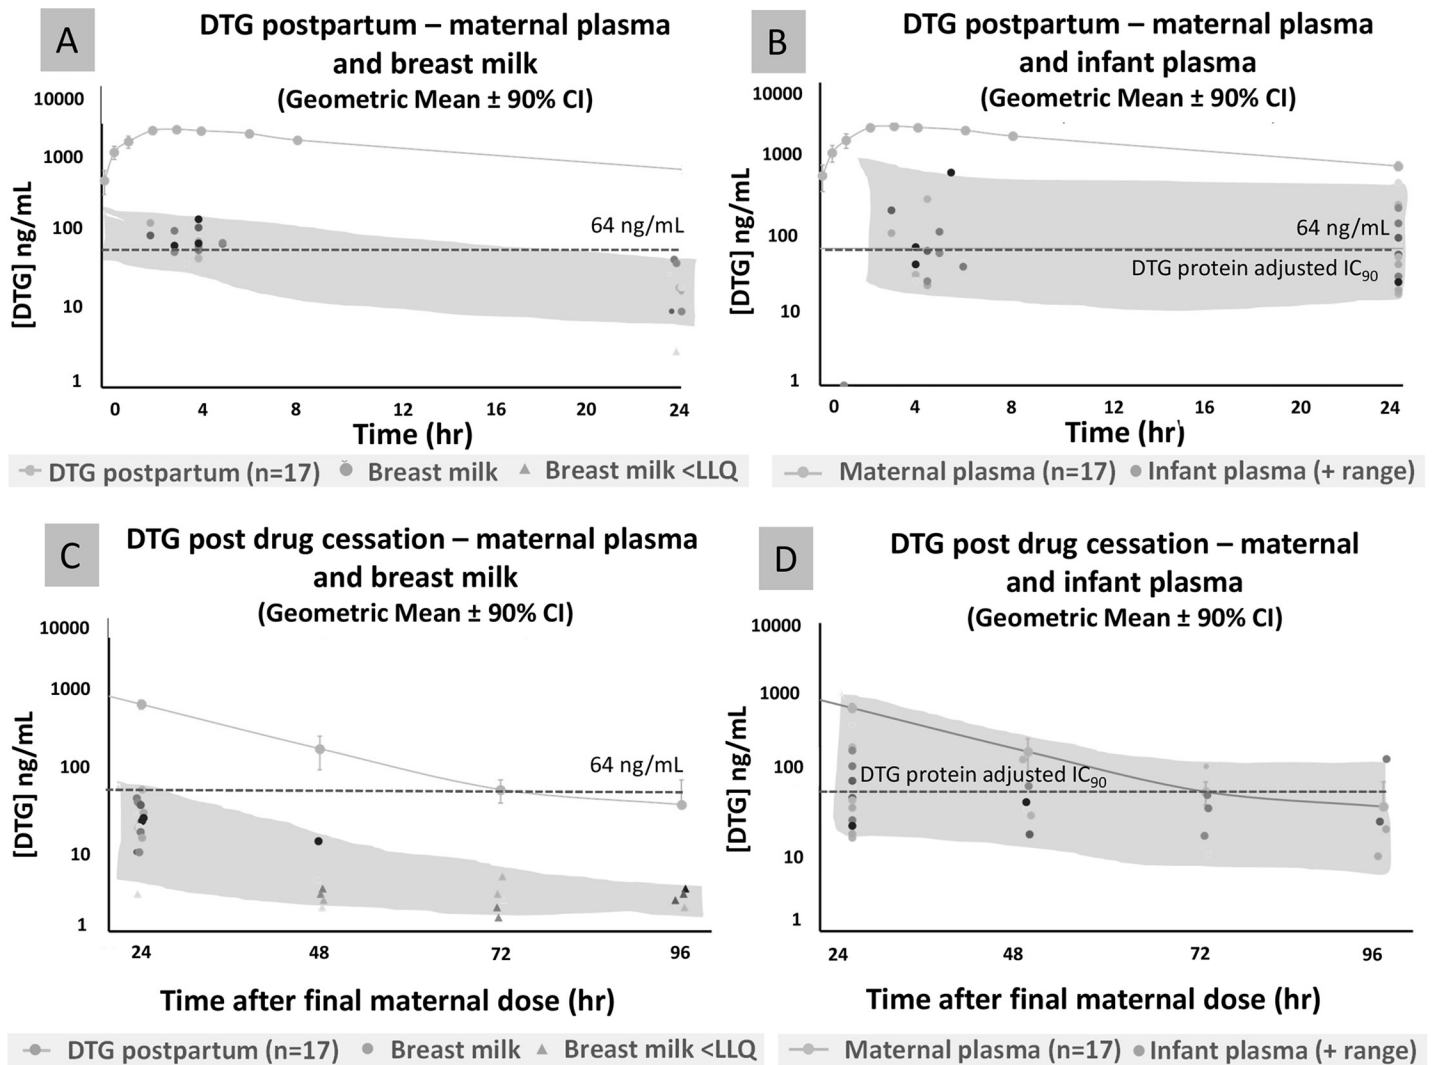 A
DTG postpartum – maternal plasma
and breast milk
(Geometric Mean ± 90% CI)
[DTG] ng/mL
10000
1000
100
10
1
64 ng/mL
0 4 8 12 16 20 24
Time (hr)
DTG postpartum (n=17) Breast milk Breast milk <LLQ
B
DTG postpartum – maternal plasma
and infant plasma
(Geometric Mean ± 90% CI)
[DTG] ng/mL
10000
1000
100
10
1
64 ng/mL
DTG protein adjusted IC90
0 4 8 12 16 20 24
Time (hr)
Maternal plasma (n=17) Infant plasma (+ range)
C
DTG post drug cessation – maternal plasma
and breast milk
(Geometric Mean ± 90% CI)
[DTG] ng/mL
10000
1000
100
10
1
64 ng/mL
24 48 72 96
Time after final maternal dose (hr)
DTG postpartum (n=17) Breast milk Breast milk <LLQ
D
DTG post drug cessation – maternal
and infant plasma
(Geometric Mean ± 90% CI)
[DTG] ng/mL
10000
1000
100
10
1
DTG protein adjusted IC90
24 48 72 96
Time after final maternal dose (hr)
Maternal plasma (n=17) Infant plasma (+ range)